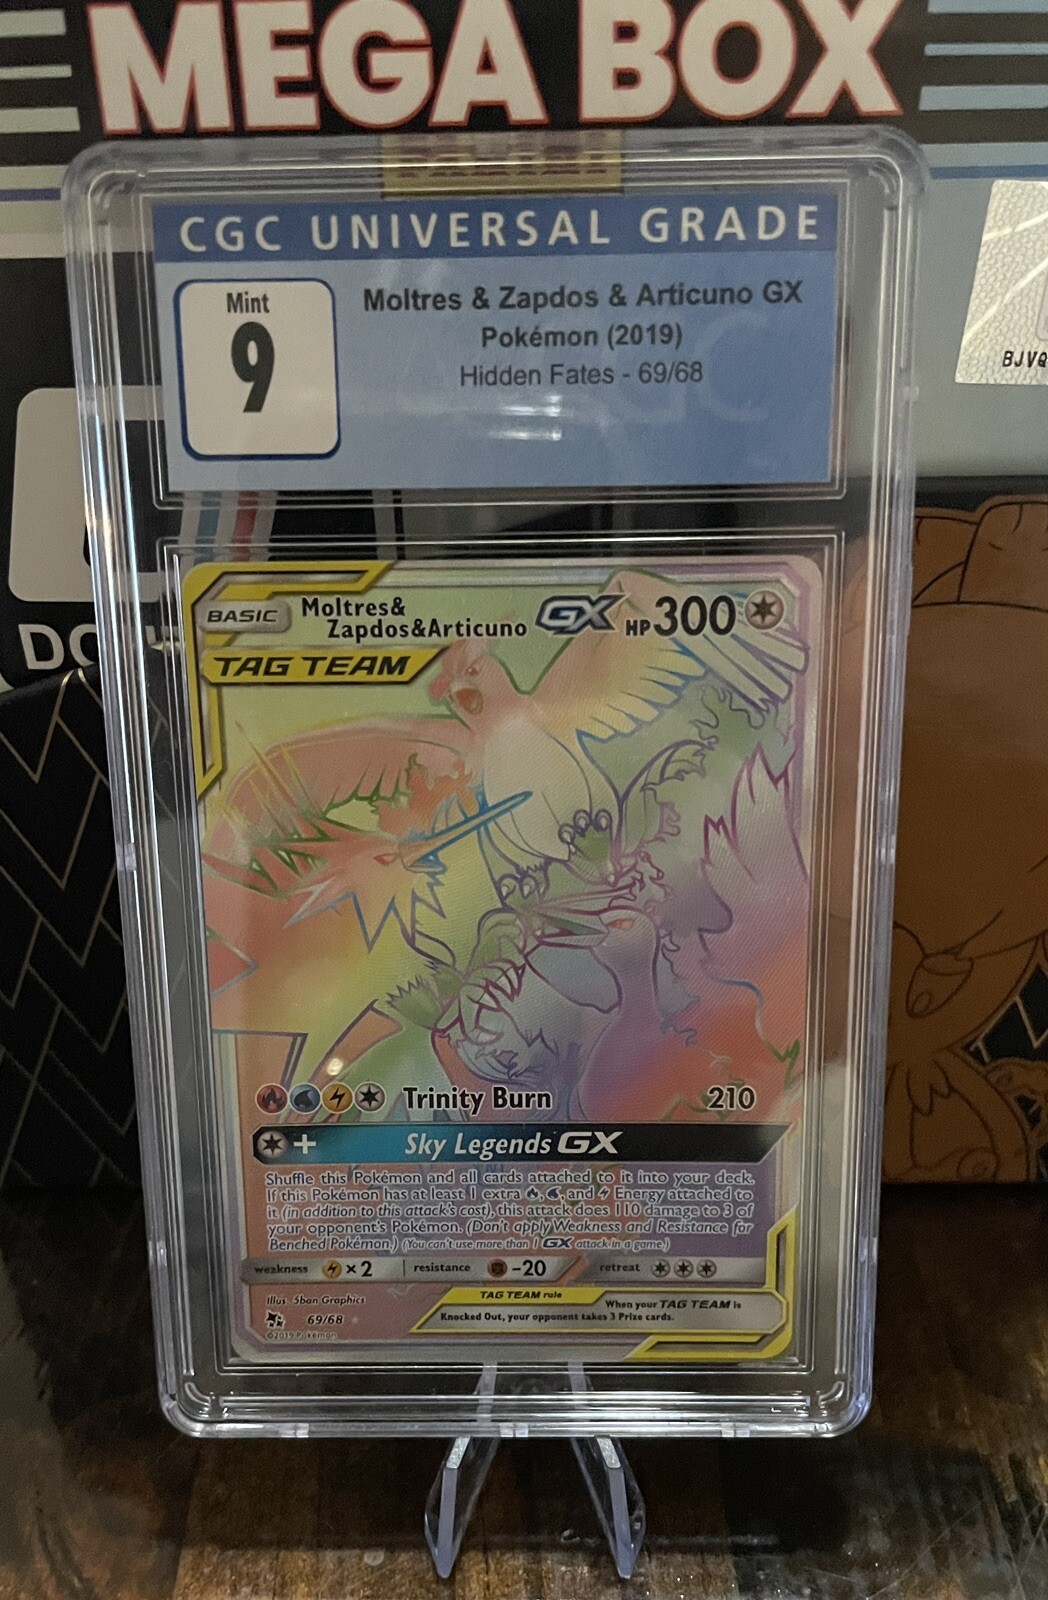 MEGA BOX
CGC UNIVERSAL GRADE
Mint
9
Moltres & Zapdos & Articuno GX
Pokémon (2019)
Hidden Fates - 69/68
BJVQ
BASIC
Moltres&
Zapdos&Articuno GX HP300
TAG TEAM
Trinity Burn 210
+ Sky Legends GX
Shuffle this Pokémon and all cards attached to it into your deck.
If this Pokémon has at least 1 extra , , and Energy attached to
it (in addition to this attack's cost), this attack does 110 damage to 3 of
your opponent's Pokémon. (Don't apply Weakness and Resistance for
Benched Pokémon.) (You can't use more than 1 GX attack in a game.)
weakness ×2 resistance -20 retreat
Illus. 5ban Graphics
69/68
©2019 Pokémon
TAG TEAM rule
When your TAG TEAM is
Knocked Out, your opponent takes 3 Prize cards.